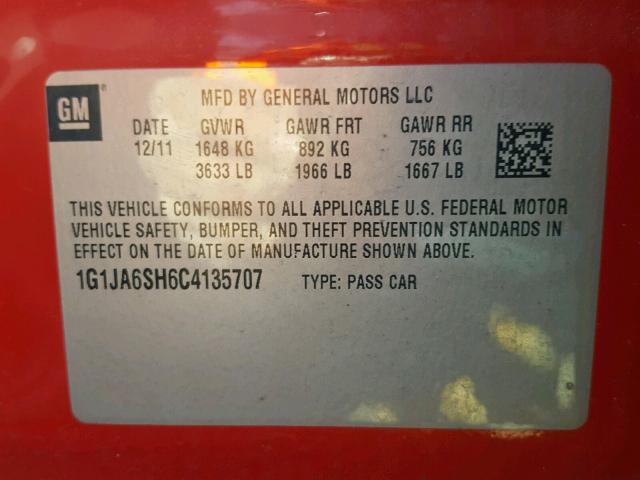 GM
MFD BY GENERAL MOTORS LLC
DATE GVWR GAWR FRT GAWR RR
12/11 1648 KG 892 KG 756 KG
3633 LB 1966 LB 1667 LB
THIS VEHICLE CONFORMS TO ALL APPLICABLE U.S. FEDERAL MOTOR
VEHICLE SAFETY, BUMPER, AND THEFT PREVENTION STANDARDS IN
EFFECT ON THE DATE OF MANUFACTURE SHOWN ABOVE.
1G1JA6SH6C4135707 TYPE: PASS CAR